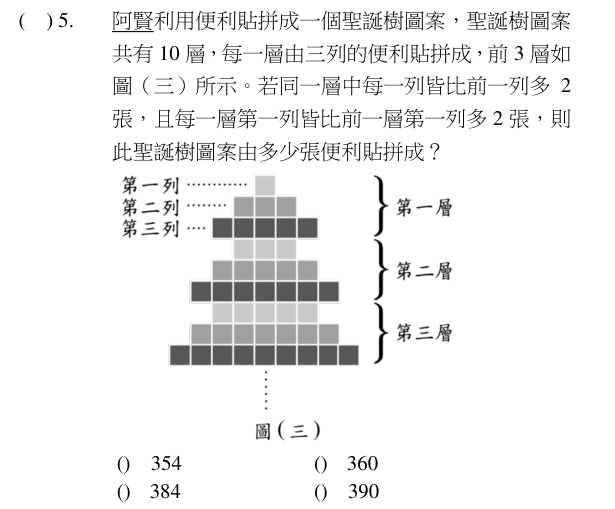 (　) 5. 阿賢利用便利貼拼成一個聖誕樹圖案，聖誕樹圖案
共有 10 層，每一層由三列的便利貼拼成，前 3 層如
圖（三）所示。若同一層中每一列皆比前一列多 2
張，且每一層第一列皆比前一層第一列多 2 張，則
此聖誕樹圖案由多少張便利貼拼成？
第一列 …………
第二列 ……..
第三列 ….
第一層
第二層
第三層
圖(三)
() 354 () 360
() 384 () 390